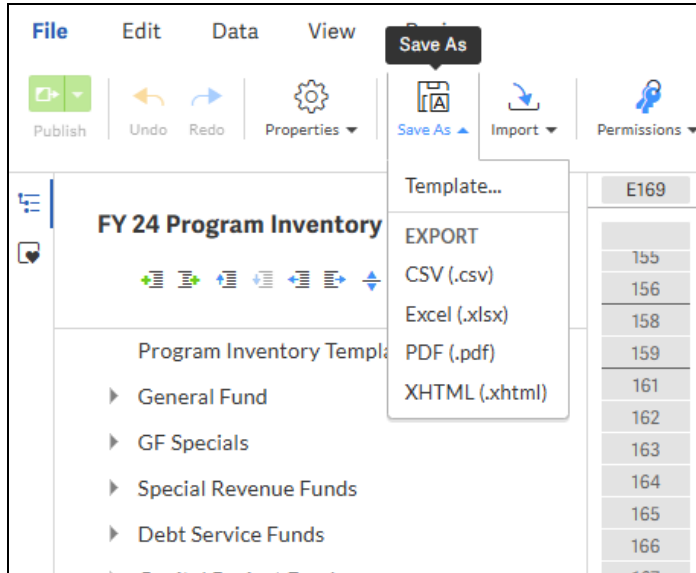 File Edit Data View
Save As
Publish Undo Redo Properties Save As Import Permissions
Template...
EXPORT
CSV (.csv)
Excel (.xlsx)
PDF (.pdf)
XHTML (.xhtml)
FY 24 Program Inventory
Program Inventory Templa
General Fund
GF Specials
Special Revenue Funds
Debt Service Funds
E169
155
156
158
159
161
162
163
164
165
166